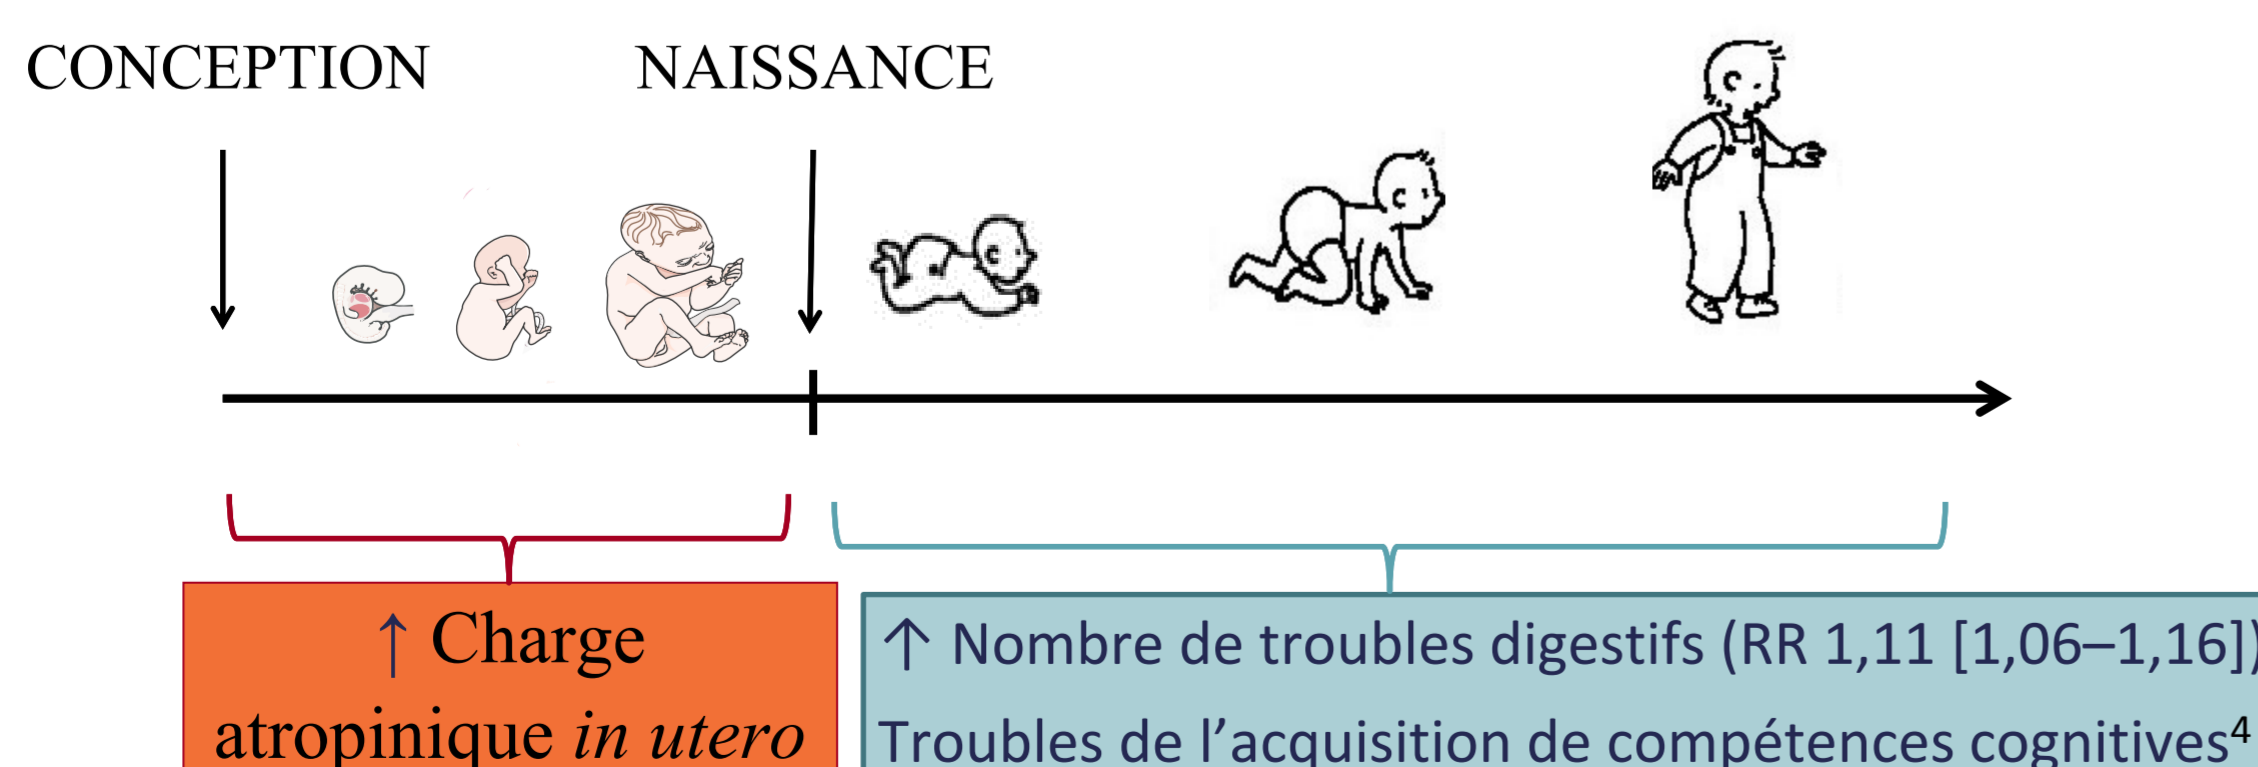 CONCEPTION
NAISSANCE
↑ Charge
atropinique in utero
↑ Nombre de troubles digestifs (RR 1,11 [1,06–1,16])
Troubles de l’acquisition de compétences cognitives⁴